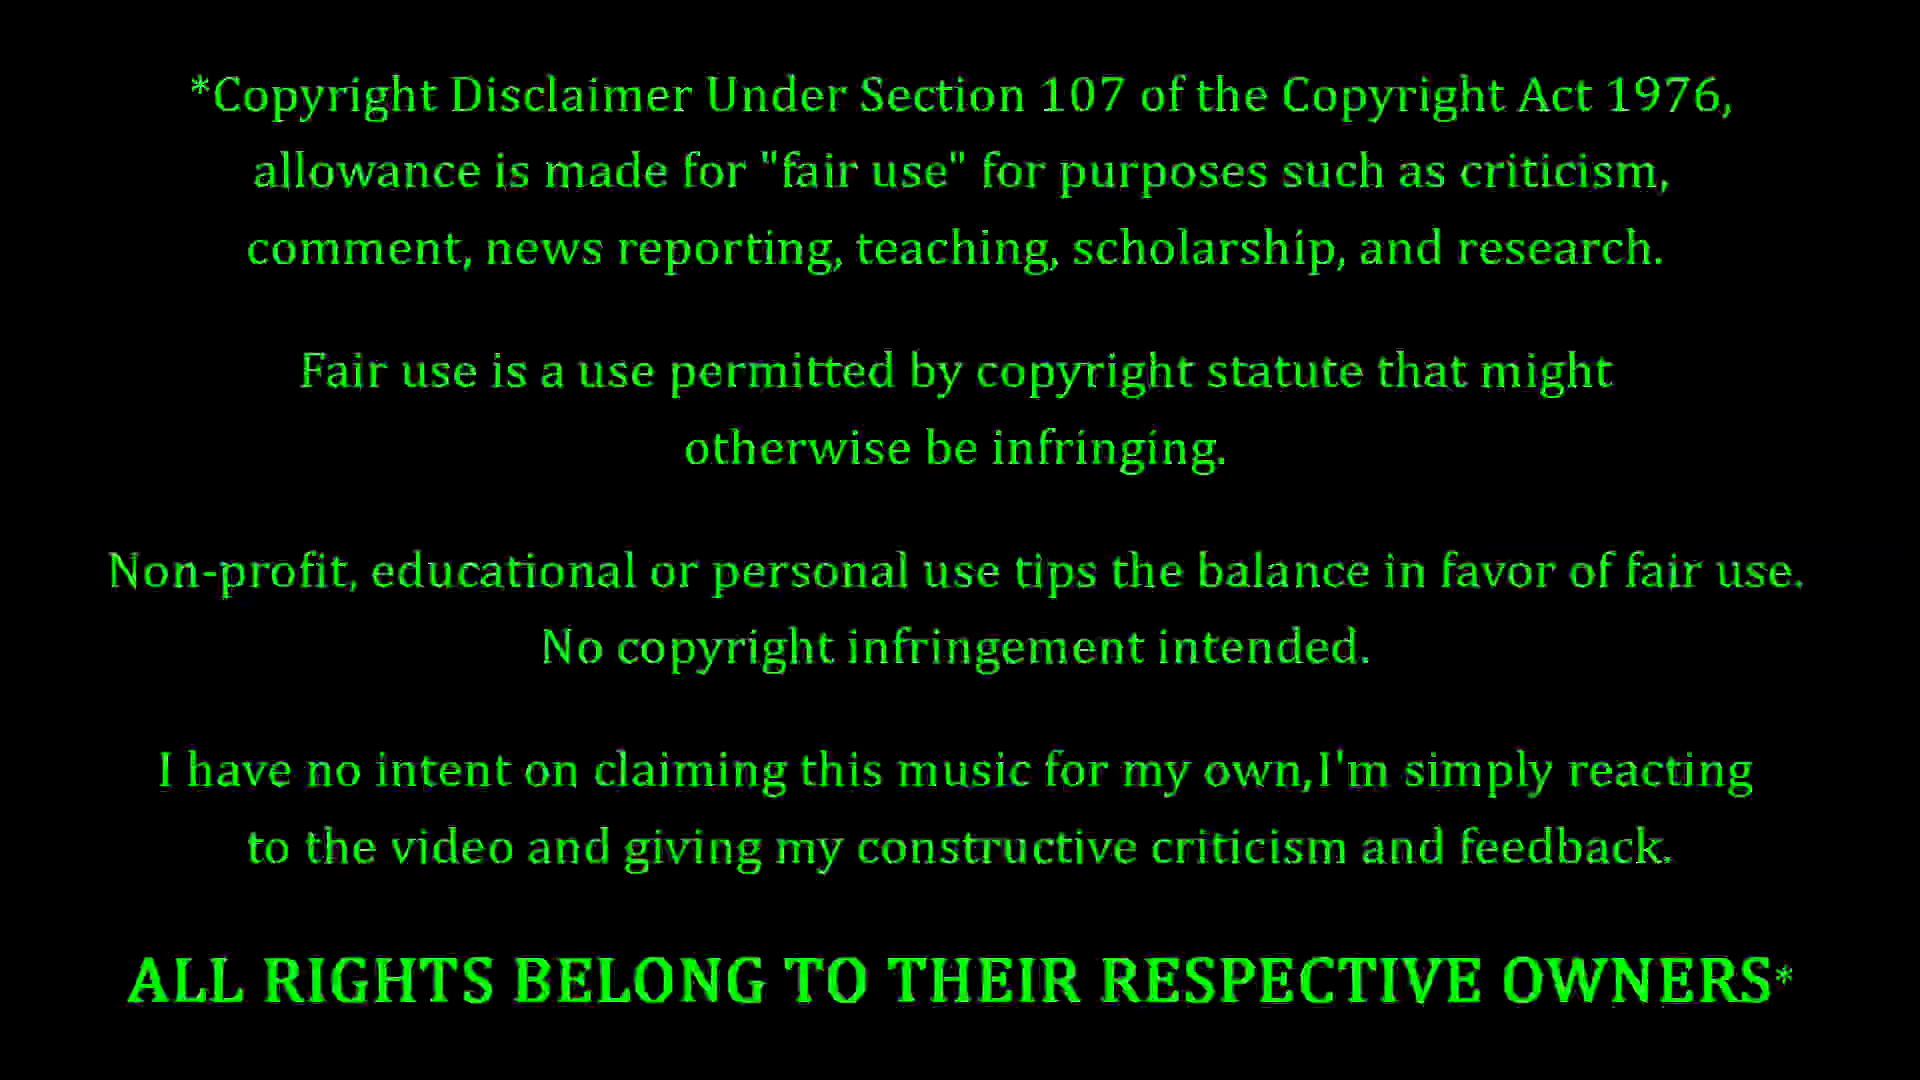 *Copyright Disclaimer Under Section 107 of the Copyright Act 1976,
allowance is made for "fair use" for purposes such as criticism,
comment, news reporting, teaching, scholarship, and research.
Fair use is a use permitted by copyright statute that might
otherwise be infringing.
Non-profit, educational or personal use tips the balance in favor of fair use.
No copyright infringement intended.
I have no intent on claiming this music for my own,I'm simply reacting
to the video and giving my constructive criticism and feedback.
ALL RIGHTS BELONG TO THEIR RESPECTIVE OWNERS*